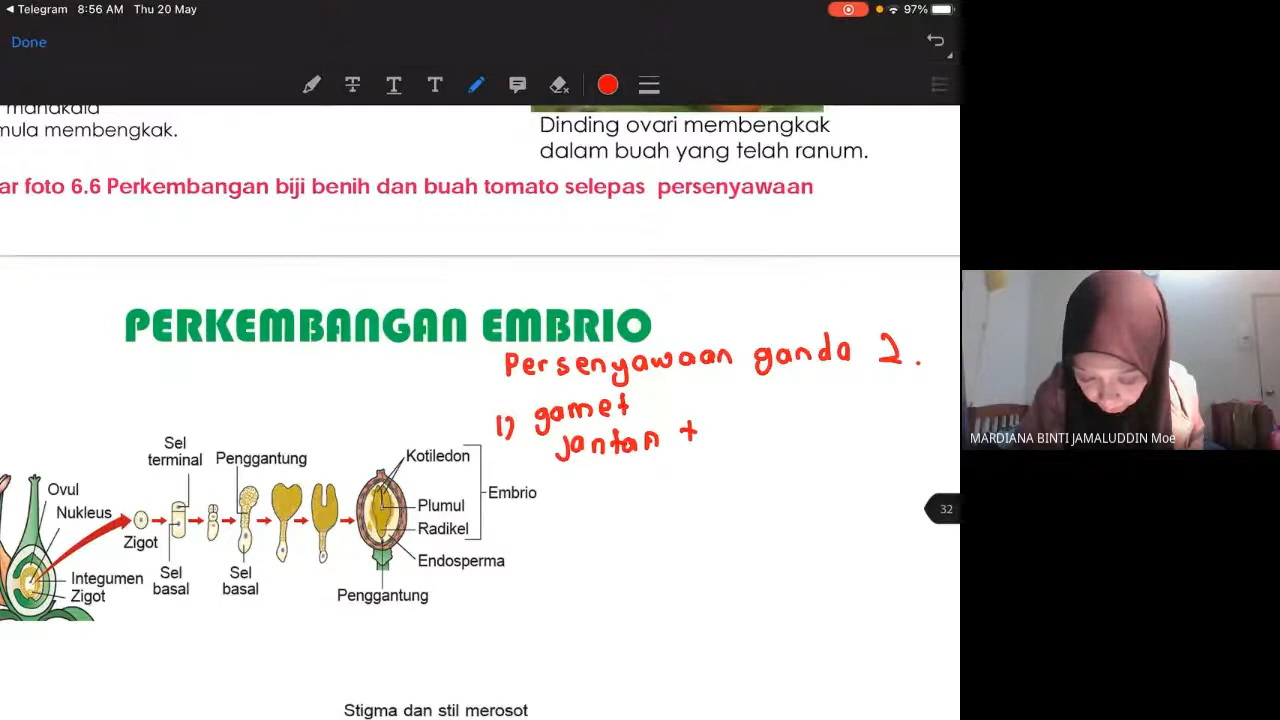 Telegram 8:56 AM Thu 20 May 97%
Done
T T T
manakala
mula membengkak.
Dinding ovari membengkak
dalam buah yang telah ranum.
ar foto 6.6 Perkembangan biji benih dan buah tomato selepas persenyawaan
PERKEMBANGAN EMBRIO
Persenyawaan ganda 2.
1) gamet
jantan +
Sel
terminal
Penggantung
Kotiledon
Ovul
Nukleus
Embrio
Plumul
Radikel
Zigot
Endosperma
Integumen
Zigot
Sel
basal
Sel
basal
Penggantung
32
MARDIANA BINTI JAMALUDDIN Moe
Stigma dan stil merosot